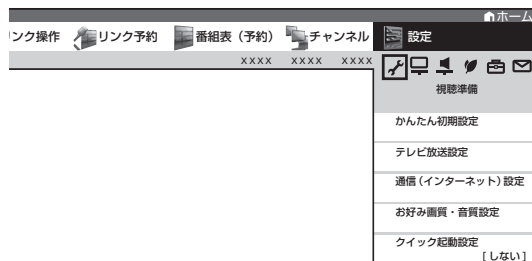 ホーム
ンク操作 リンク予約 番組表（予約） チャンネル 設定
xxxx xxxx xxxx
視聴準備
かんたん初期設定
テレビ放送設定
通信（インターネット）設定
お好み画質・音質設定
クイック起動設定
［しない］